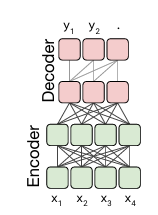 y1 y2 .
Decoder
Encoder
x1 x2 x3 x4